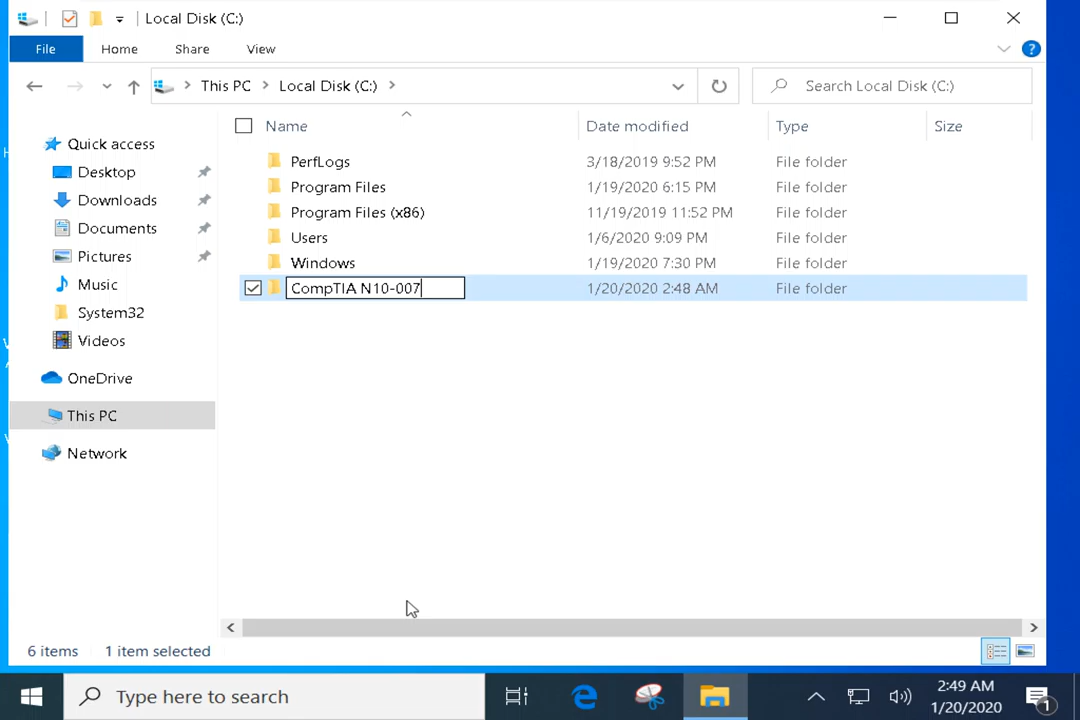 Local Disk (C:)
File Home Share View
This PC Local Disk (C:) Search Local Disk (C:)
Name Date modified Type Size
Quick access
Desktop
Downloads
Documents
Pictures
Music
System32
Videos
OneDrive
This PC
Network
PerfLogs 3/18/2019 9:52 PM File folder
Program Files 1/19/2020 6:15 PM File folder
Program Files (x86) 11/19/2019 11:52 PM File folder
Users 1/6/2020 9:09 PM File folder
Windows 1/19/2020 7:30 PM File folder
CompTIA N10-007 1/20/2020 2:48 AM File folder
6 items 1 item selected
Type here to search
2:49 AM
1/20/2020
1